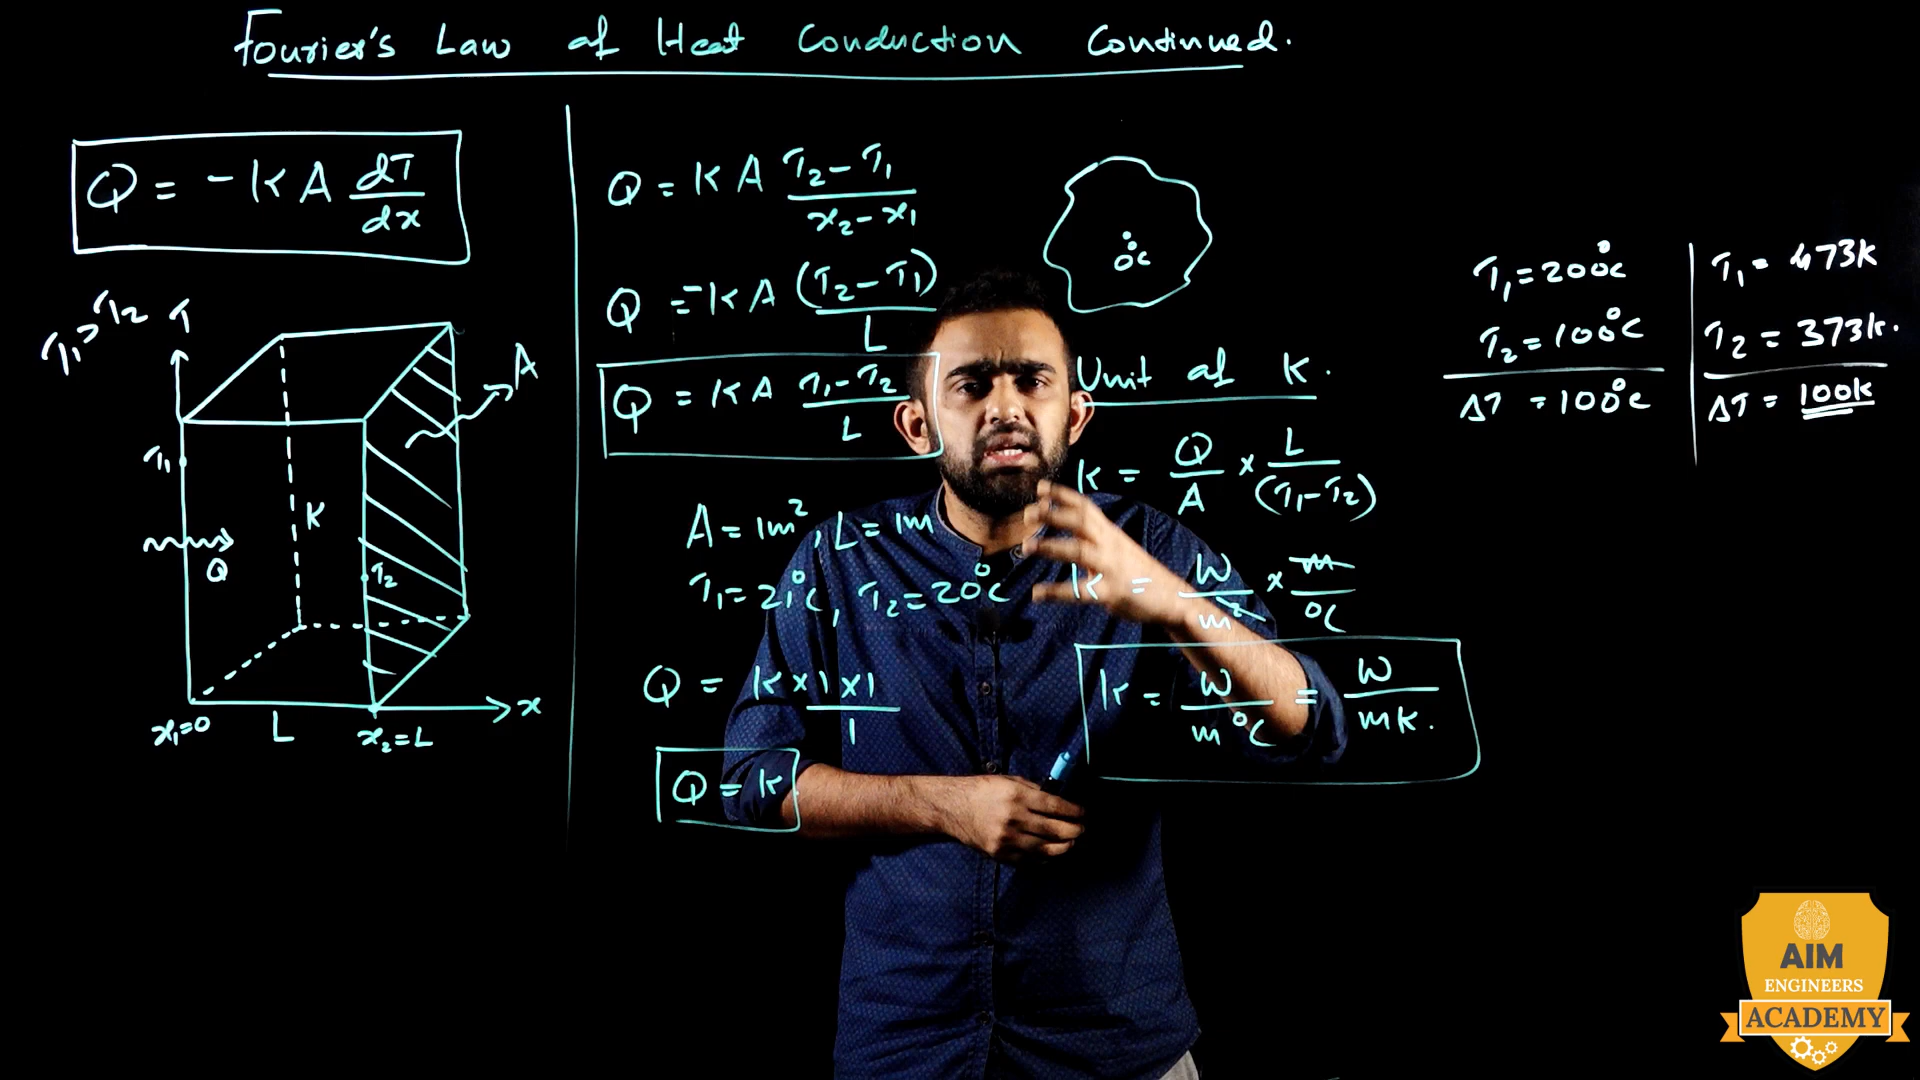 Fourier's Law of Heat Conduction Continued.
Q = -KA dT/dx
T₁>T₂
T
A
T₁
K
Q
T₂
x₁=0
L
x₂=L
x
Q = KA T₂-T₁/x₂-x₁
Q =-KA (T₂-T₁)/L
Q = KA T₁-T₂/L
A = 1m², L = 1m
T₁= 21°C, T₂= 20°C
Q = K×1×1/1
Q = K
0°C
Unit of K.
K = Q/A × L/(T₁-T₂)
K = W/m² × m/°C
K = W/m°C = W/mK.
T₁=200°C
T₂=100°C
ΔT =100°C
T₁= 473K
T₂= 373K.
ΔT = 100K
AIM
ENGINEERS
ACADEMY